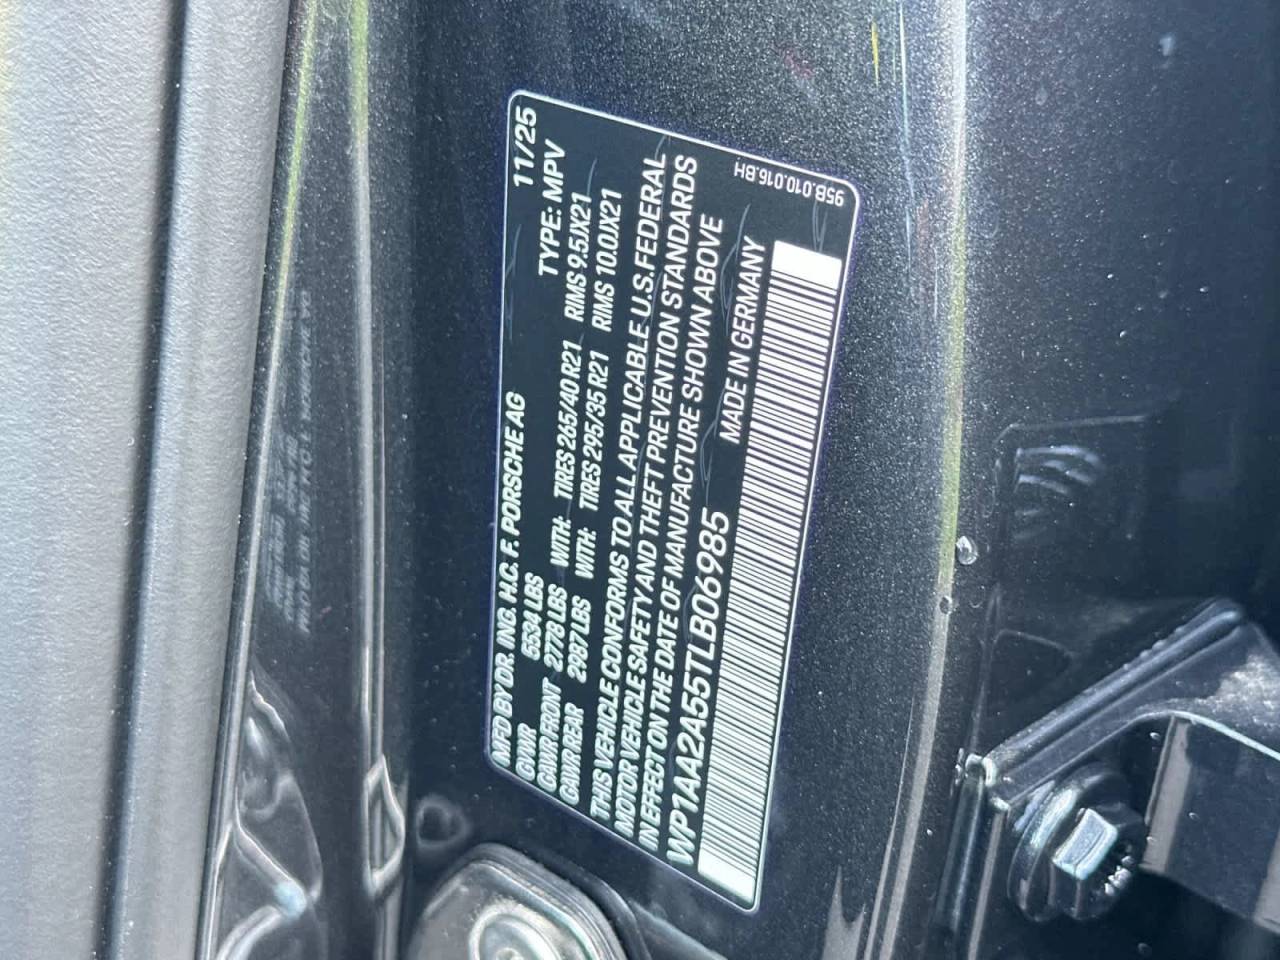 MFD BY DR. ING. H.C. F. PORSCHE AG 11/25
GVWR 5534 LBS TYPE: MPV
GAWR FRONT 2778 LBS WITH: TIRES 265/40 R21 RIMS 9.5JX21
GAWR REAR 2987 LBS WITH: TIRES 295/35 R21 RIMS 10.0JX21
THIS VEHICLE CONFORMS TO ALL APPLICABLE U.S. FEDERAL
MOTOR VEHICLE SAFETY AND THEFT PREVENTION STANDARDS
IN EFFECT ON THE DATE OF MANUFACTURE SHOWN ABOVE
WP1AA2A55TLB06985 MADE IN GERMANY
95B.010.016.BH